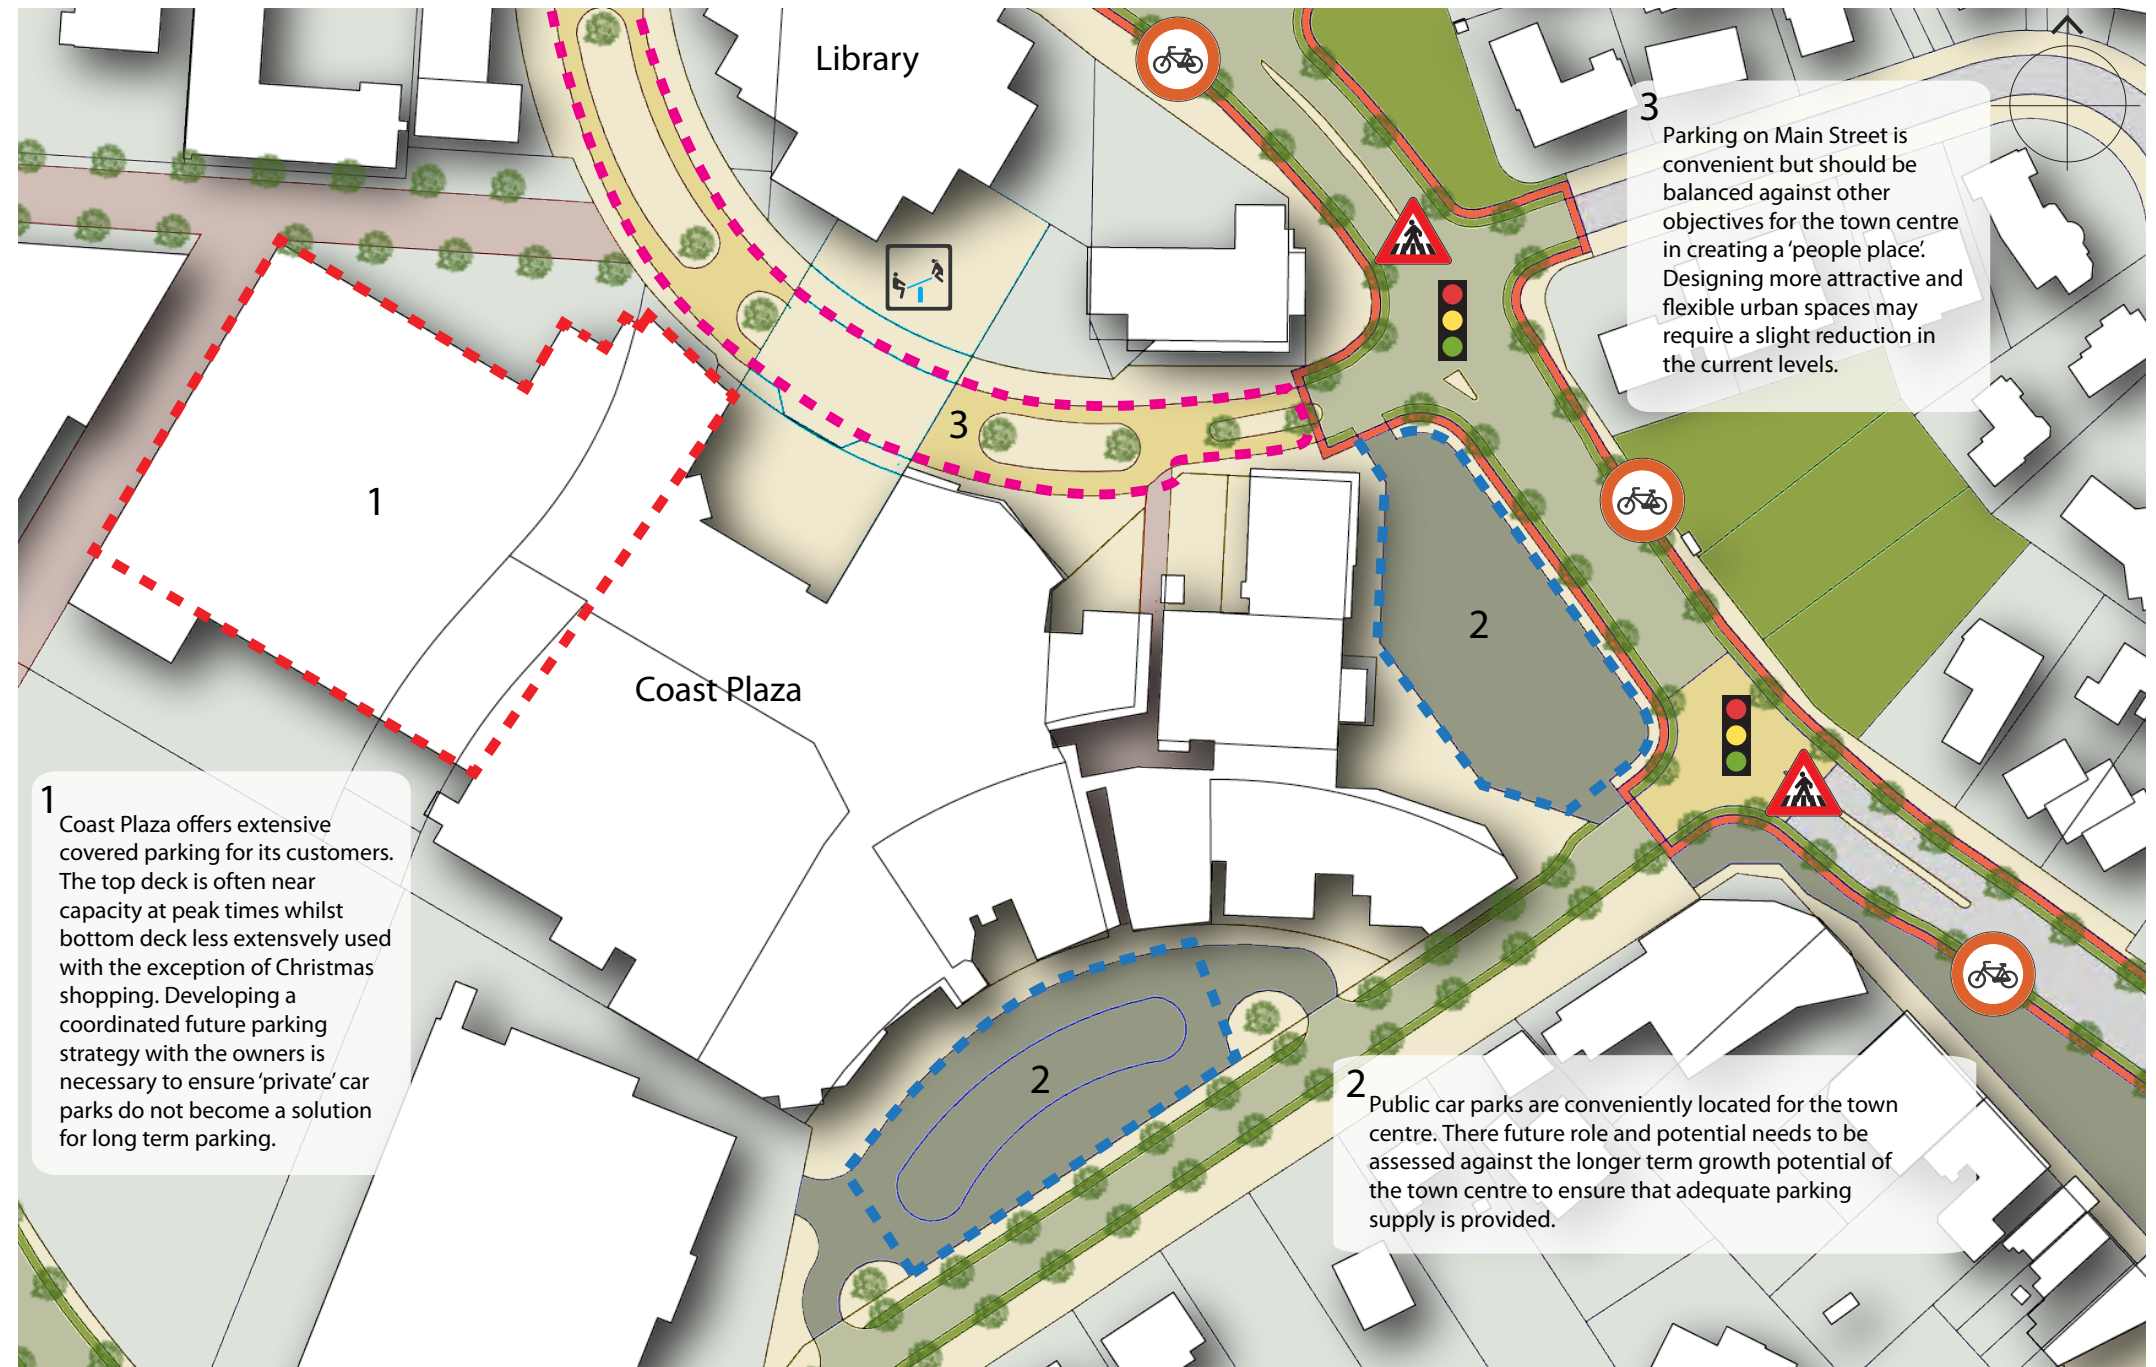 Library
3
Parking on Main Street is
convenient but should be
balanced against other
objectives for the town centre
in creating a ‘people place’.
Designing more attractive and
flexible urban spaces may
require a slight reduction in
the current levels.
3
1
2
Coast Plaza
1
Coast Plaza offers extensive
covered parking for its customers.
The top deck is often near
capacity at peak times whilst
bottom deck less extensvely used
with the exception of Christmas
shopping. Developing a
coordinated future parking
strategy with the owners is
necessary to ensure ‘private’ car
parks do not become a solution
for long term parking.
2
2
Public car parks are conveniently located for the town
centre. There future role and potential needs to be
assessed against the longer term growth potential of
the town centre to ensure that adequate parking
supply is provided.